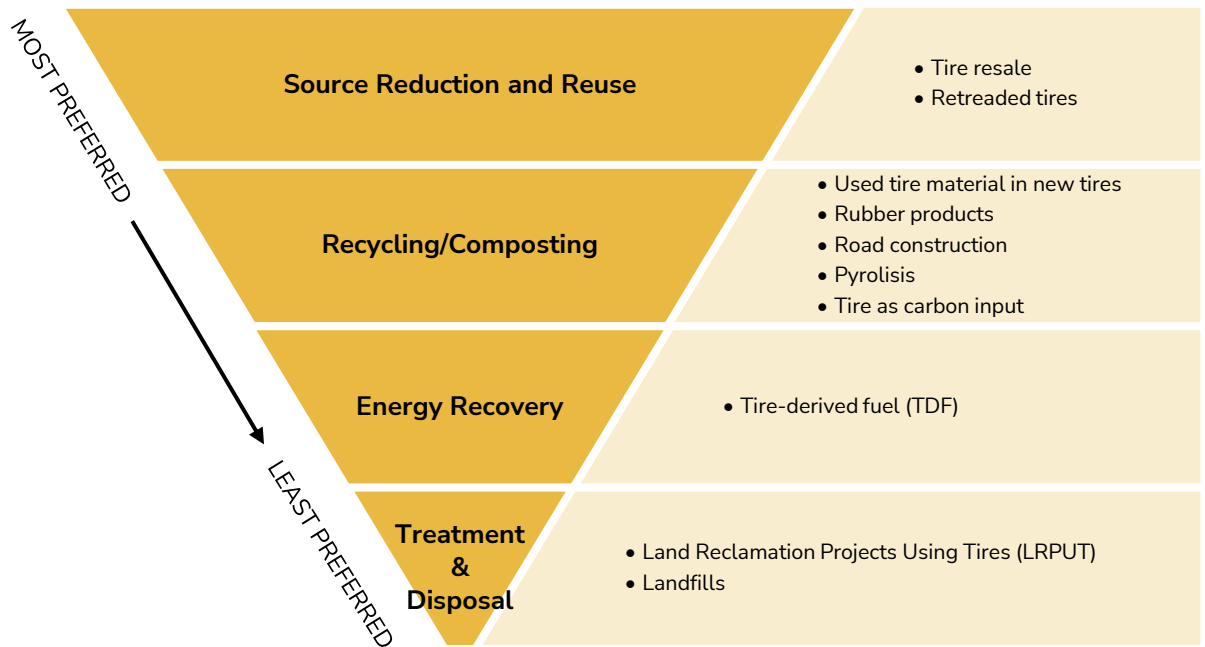 MOST PREFERRED
LEAST PREFERRED
Source Reduction and Reuse
• Tire resale
• Retreaded tires
Recycling/Composting
• Used tire material in new tires
• Rubber products
• Road construction
• Pyrolisis
• Tire as carbon input
Energy Recovery
• Tire-derived fuel (TDF)
Treatment
&
Disposal
• Land Reclamation Projects Using Tires (LRPUT)
• Landfills